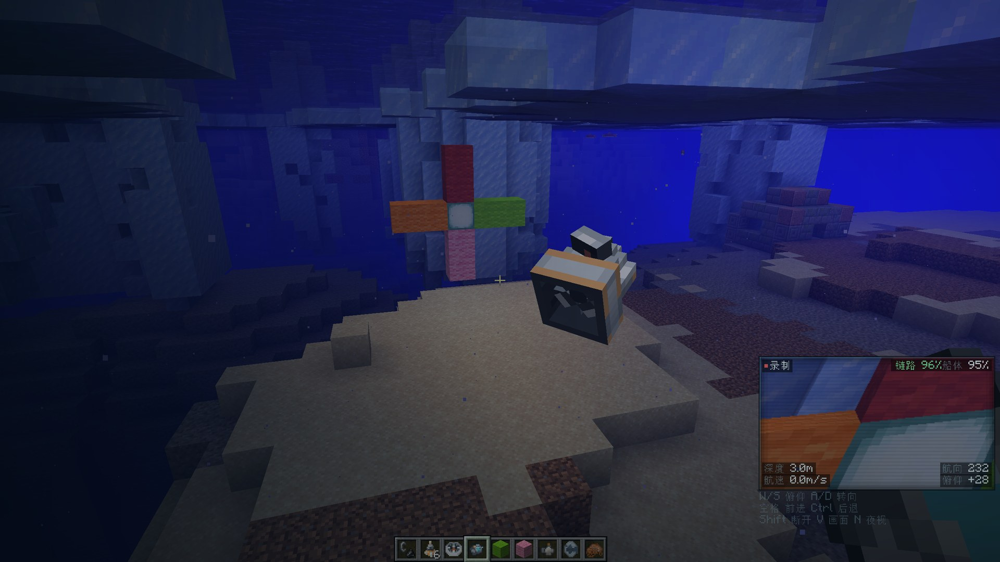 录制 链路 96% 船体 95%
深度 3.0m 航向 232
航速 0.0m/s 俯仰 +28
W/S 俯仰 A/D 转向
空格 前进 Ctrl 后退
Shift 断开 V 画面 N 夜视
6